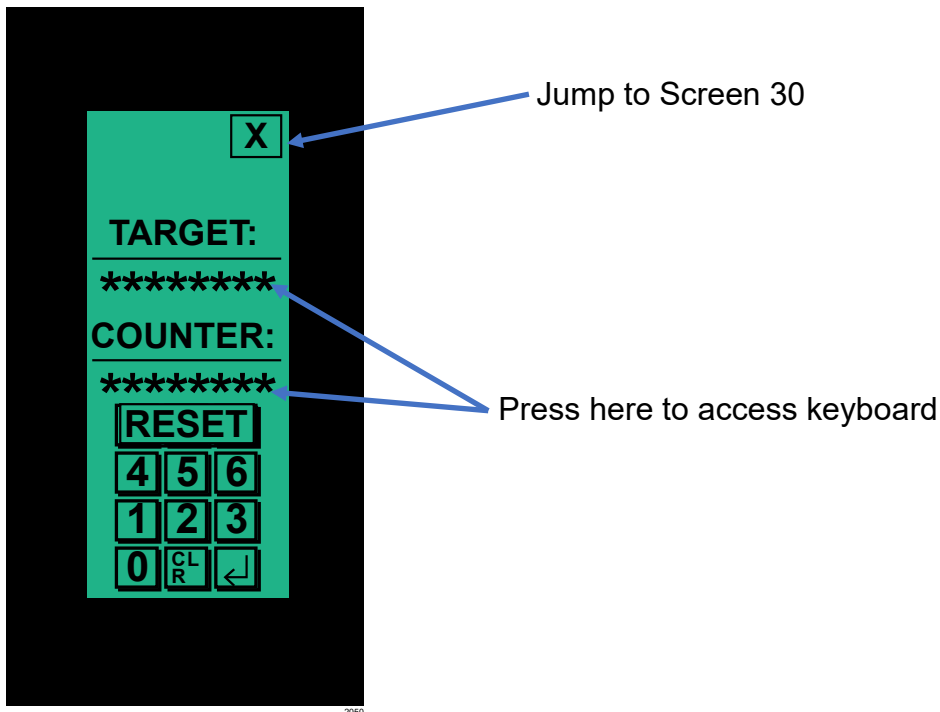 Jump to Screen 30
X
TARGET:
********
COUNTER:
********
Press here to access keyboard
RESET
4 5 6
1 2 3
0 CLR ↵